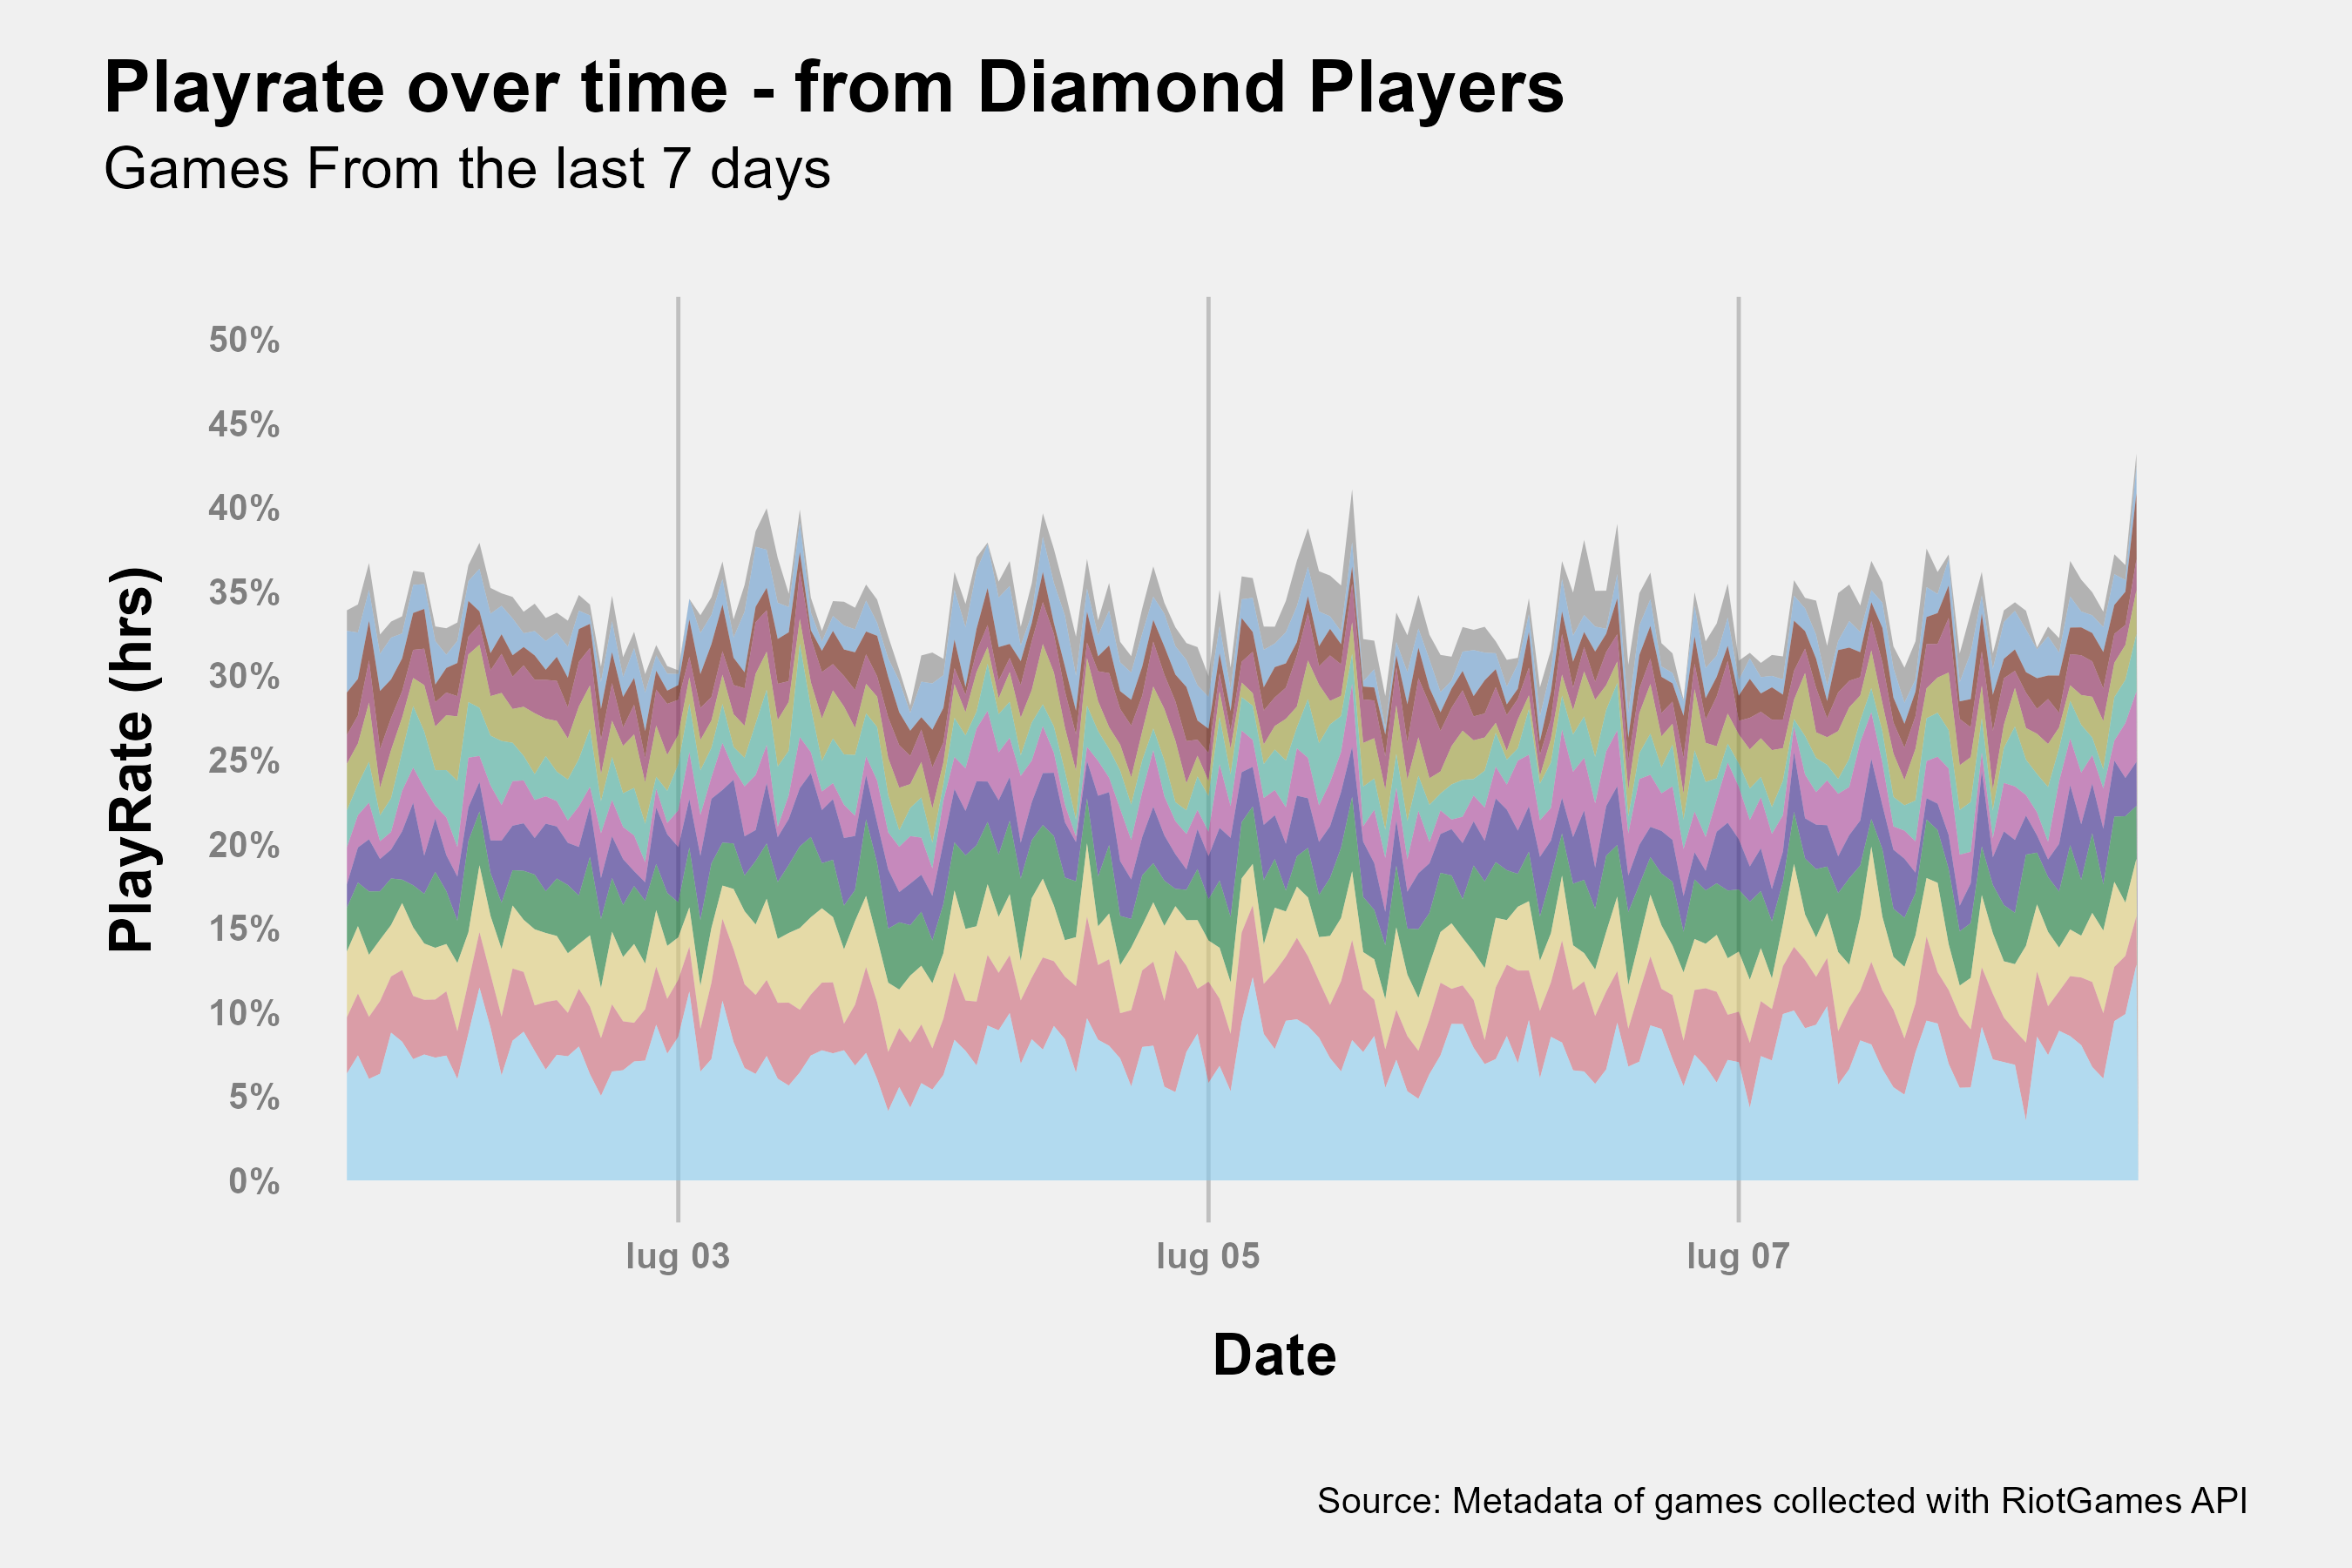 Playrate over time - from Diamond Players
Games From the last 7 days
PlayRate (hrs)
50%
45%
40%
35%
30%
25%
20%
15%
10%
5%
0%
lug 03
lug 05
lug 07
Date
Source: Metadata of games collected with RiotGames API